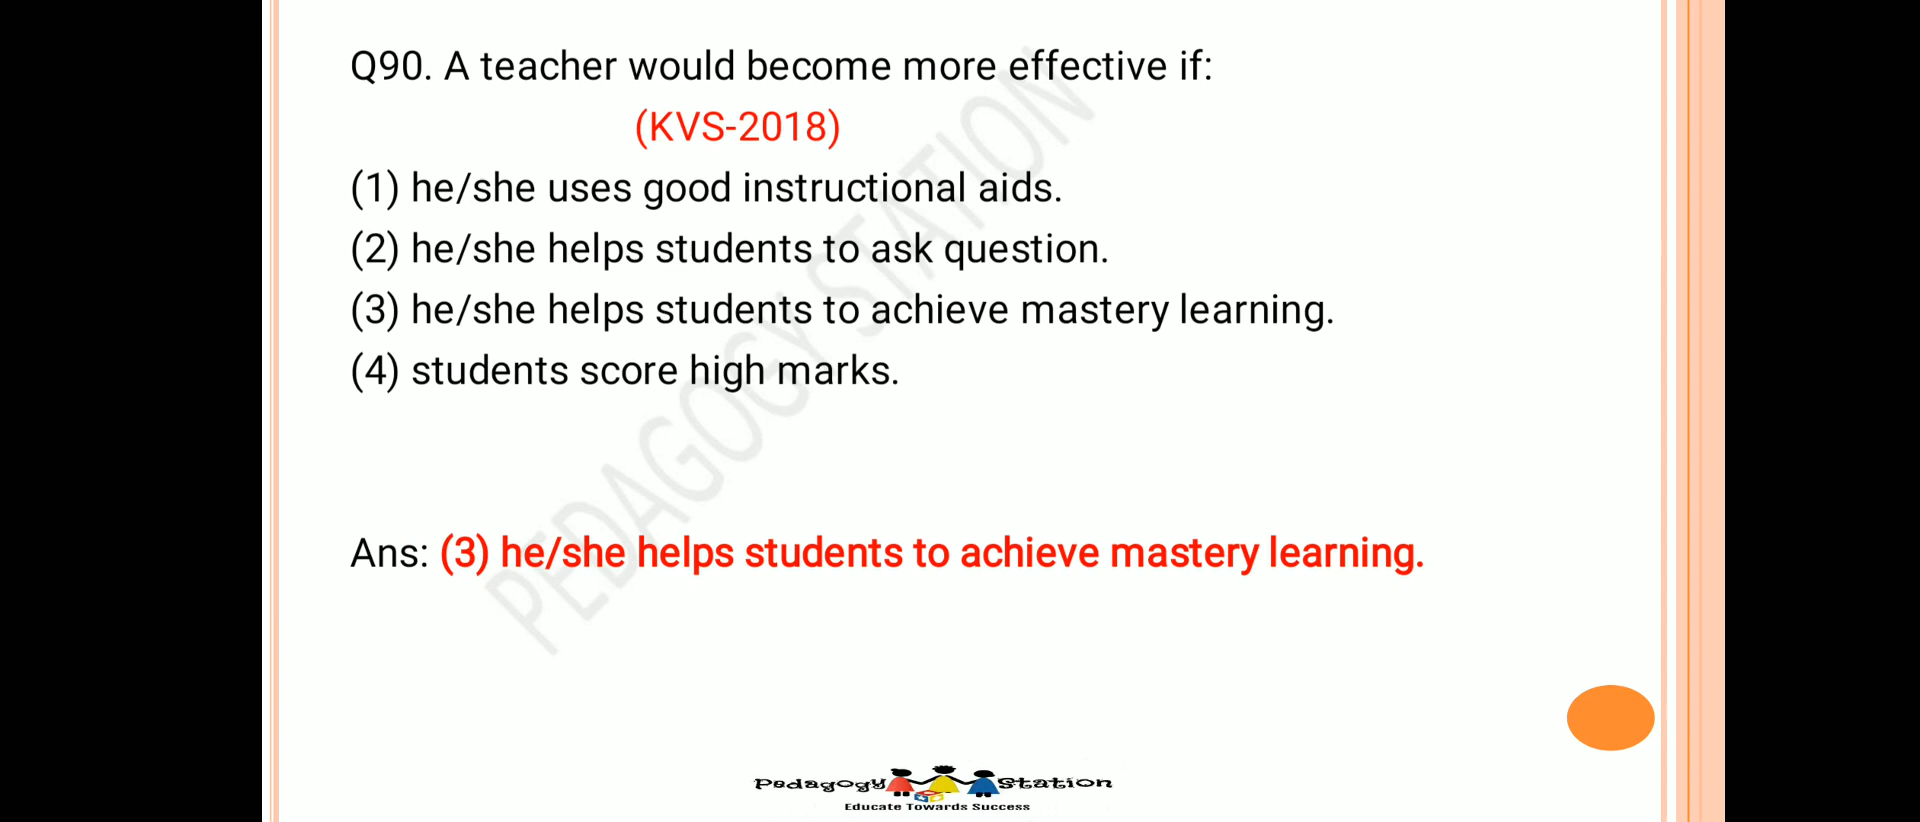 Q90. A teacher would become more effective if:
(KVS-2018)
(1) he/she uses good instructional aids.
(2) he/she helps students to ask question.
(3) he/she helps students to achieve mastery learning.
(4) students score high marks.
PEDAGOGY STATION
Ans: (3) he/she helps students to achieve mastery learning.
Pedagogy Station
Educate Towards Success